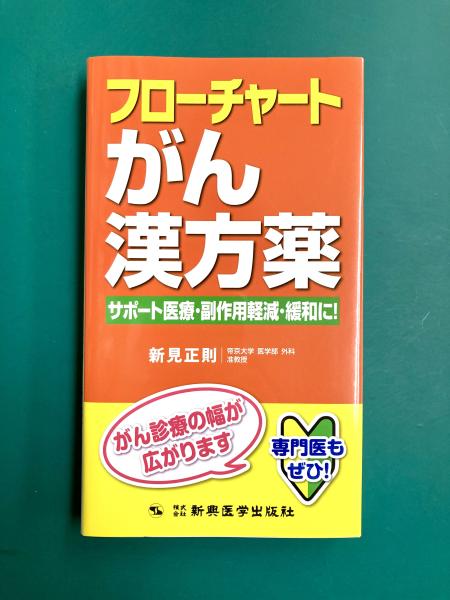 フローチャート
がん
漢方薬
サポート医療・副作用軽減・緩和に!
新見正則 帝京大学 医学部 外科
准教授
がん診療の幅が
広がります
専門医も
ぜひ!
株式会社 新興医学出版社